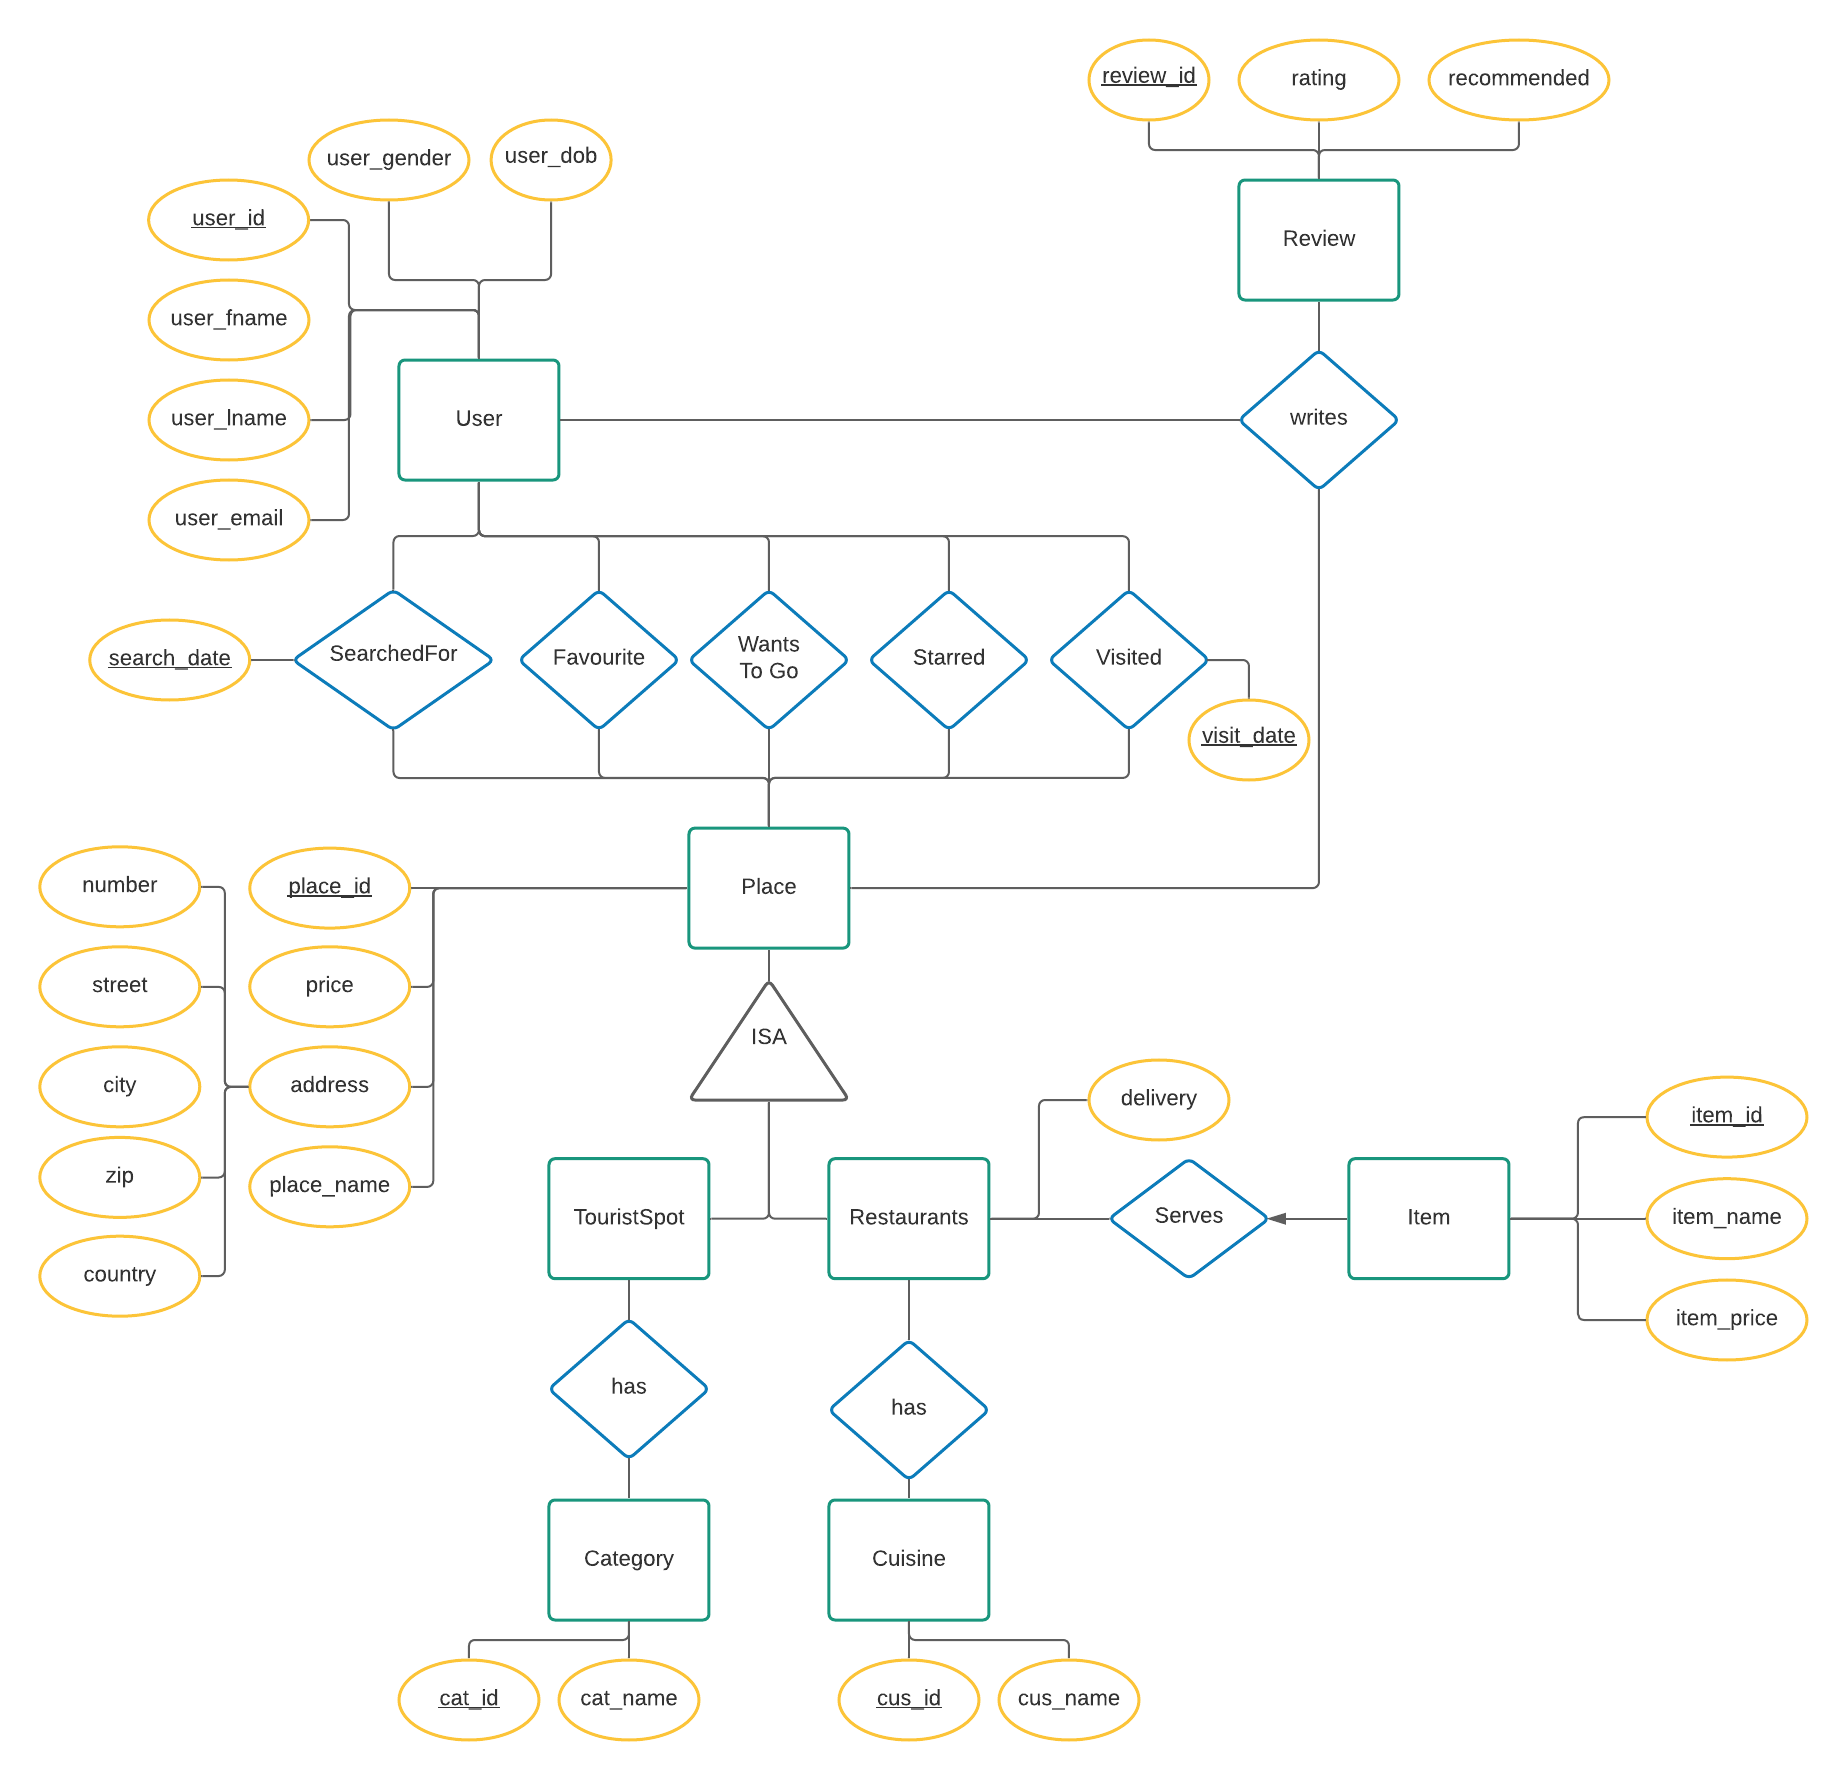 review_id
rating
recommended
user_gender
user_dob
user_id
Review
user_fname
user_lname
User
writes
user_email
search_date
SearchedFor
Favourite
Wants
To Go
Starred
Visited
visit_date
number
place_id
Place
street
price
ISA
city
address
delivery
item_id
zip
place_name
TouristSpot
Restaurants
Serves
Item
item_name
country
item_price
has
has
Category
Cuisine
cat_id
cat_name
cus_id
cus_name